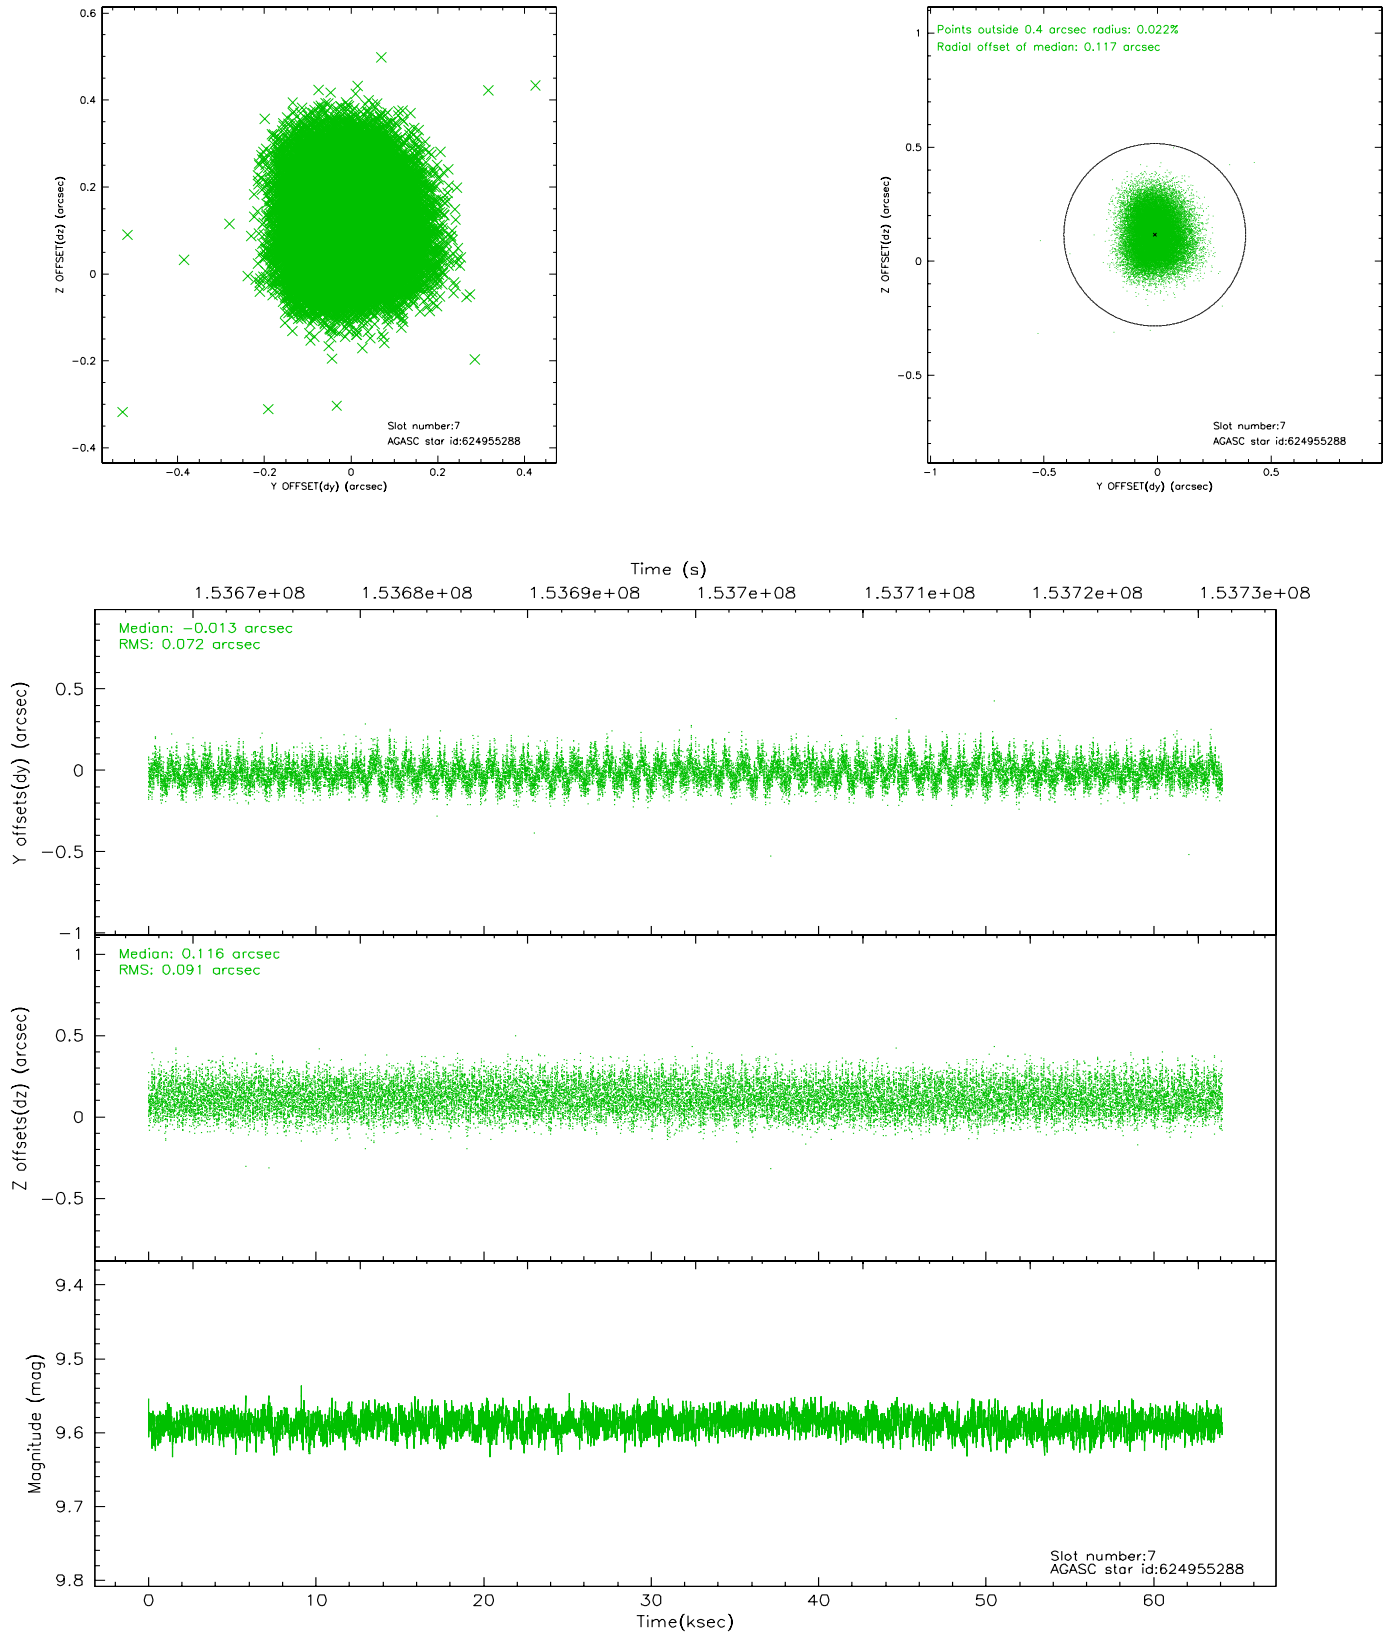 0.6
0.4
0.2
0
−0.2
−0.4
Z OFFSET(dz) (arcsec)
−0.4
−0.2
0
0.2
0.4
Y OFFSET(dy) (arcsec)
Slot number:7
AGASC star id:624955288
Points outside 0.4 arcsec radius: 0.022%
Radial offset of median: 0.117 arcsec
1
0.5
0
−0.5
Z OFFSET(dz) (arcsec)
−1
−0.5
0
0.5
Y OFFSET(dy) (arcsec)
Slot number:7
AGASC star id:624955288
Time (s)
1.5367e+08
1.5368e+08
1.5369e+08
1.537e+08
1.5371e+08
1.5372e+08
1.5373e+08
Median: −0.013 arcsec
RMS: 0.072 arcsec
0.5
0
−0.5
−1
Y offsets(dy) (arcsec)
Median: 0.116 arcsec
RMS: 0.091 arcsec
1
0.5
0
−0.5
Z offsets(dz) (arcsec)
9.4
9.5
9.6
9.7
9.8
Magnitude (mag)
Slot number:7
AGASC star id:624955288
0
10
20
30
40
50
60
Time(ksec)